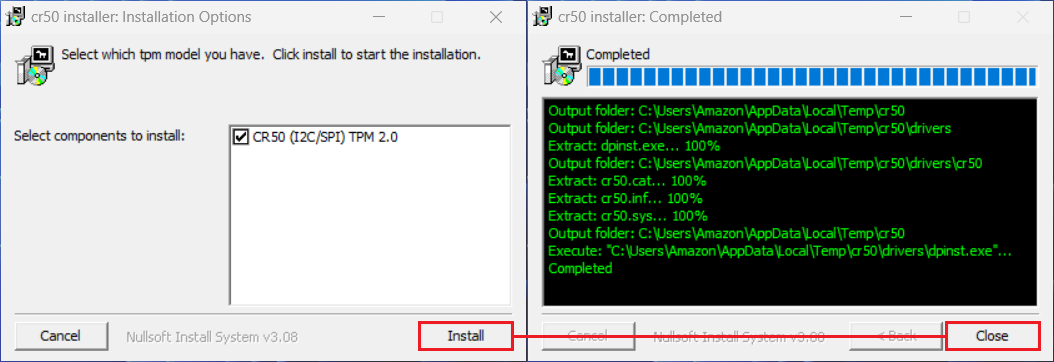 cr50 installer: Installation Options
Select which tpm model you have.  Click install to start the installation.
Select components to install:
CR50 (I2C/SPI) TPM 2.0
Cancel
Nullsoft Install System v3.08
Install
cr50 installer: Completed
Completed
Output folder: C:\Users\Amazon\AppData\Local\Temp\cr50
Output folder: C:\Users\Amazon\AppData\Local\Temp\cr50\drivers
Extract: dpinst.exe... 100%
Output folder: C:\Users\Amazon\AppData\Local\Temp\cr50\drivers\cr50
Extract: cr50.cat... 100%
Extract: cr50.inf... 100%
Extract: cr50.sys... 100%
Output folder: C:\Users\Amazon\AppData\Local\Temp\cr50
Execute: "C:\Users\Amazon\AppData\Local\Temp\cr50\drivers\dpinst.exe"...
Completed
Cancel
Nullsoft Install System v3.08
< Back
Close